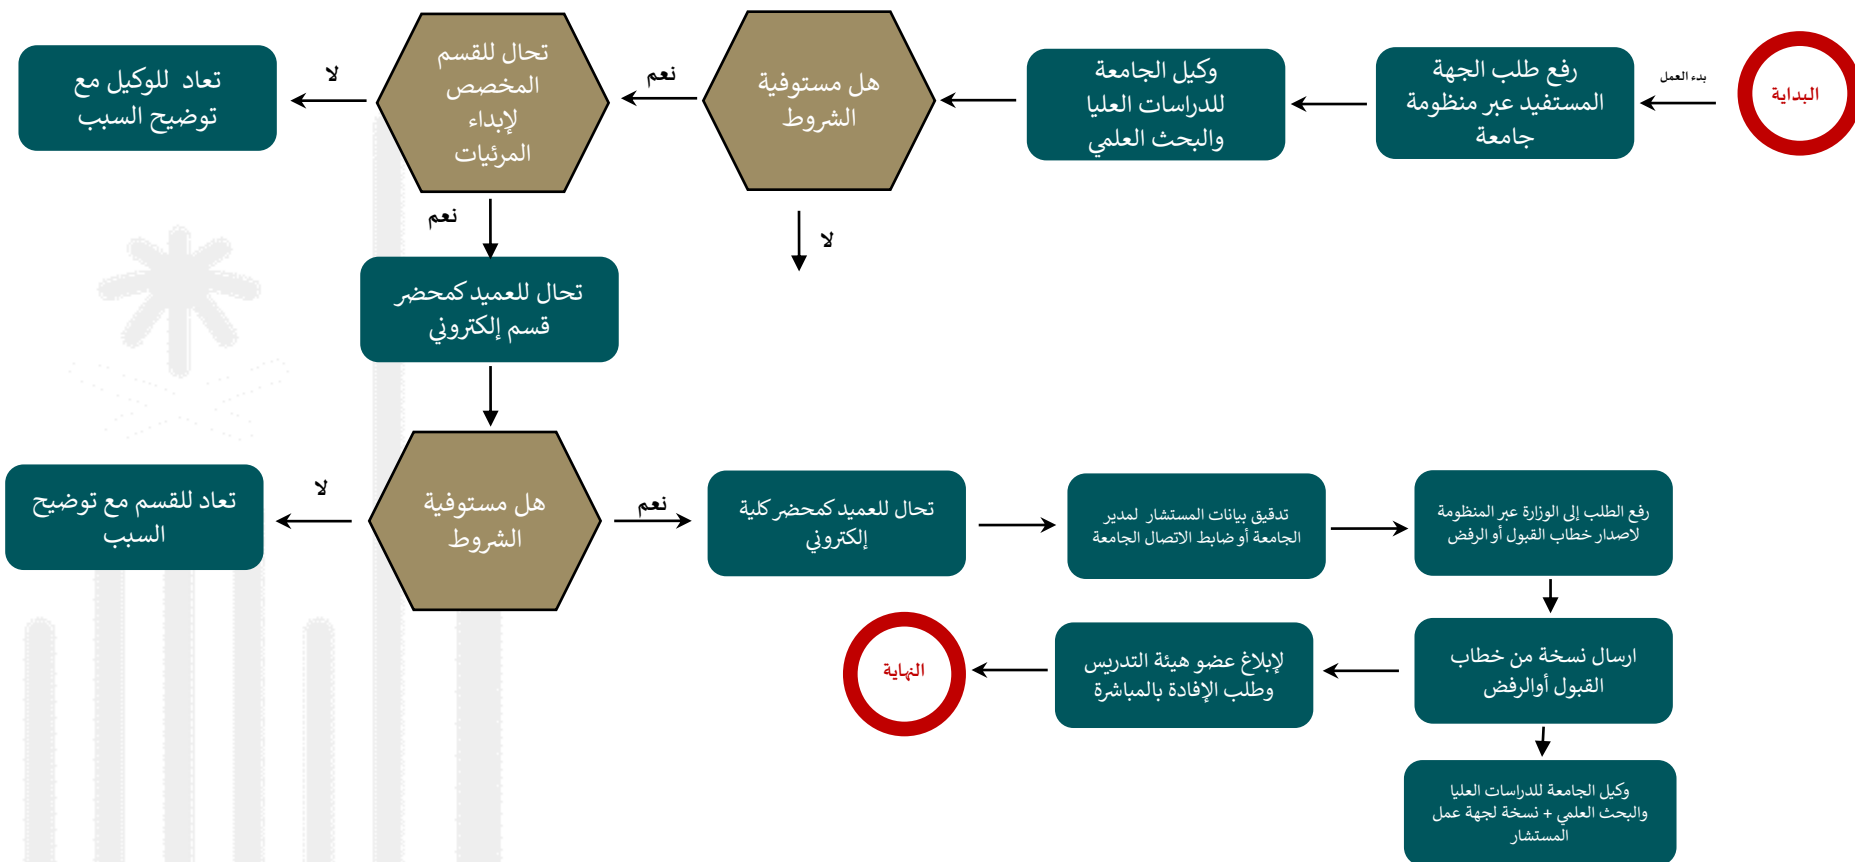 البداية
بدء العمل
رفع طلب الجهة
المستفيد عبر منظومة
جامعة
وكيل الجامعة
للدراسات العليا
والبحث العلمي
هل مستوفية
الشروط
نعم
لا
تحال للقسم
المخصص
لإبداء
المرئيات
لا
تعاد للوكيل مع
توضيح السبب
نعم
تحال للعميد كمحضر
قسم إلكتروني
هل مستوفية
الشروط
لا
تعاد للقسم مع توضيح
السبب
نعم
تحال للعميد كمحضر كلية
إلكتروني
تدقيق بيانات المستشار لمدير
الجامعة أو ضابط الاتصال الجامعة
رفع الطلب إلى الوزارة عبر المنظومة
لاصدار خطاب القبول أو الرفض
ارسال نسخة من خطاب
القبول أوالرفض
لإبلاغ عضو هيئة التدريس
وطلب الإفادة بالمباشرة
النهاية
وكيل الجامعة للدراسات العليا
والبحث العلمي + نسخة لجهة عمل
المستشار